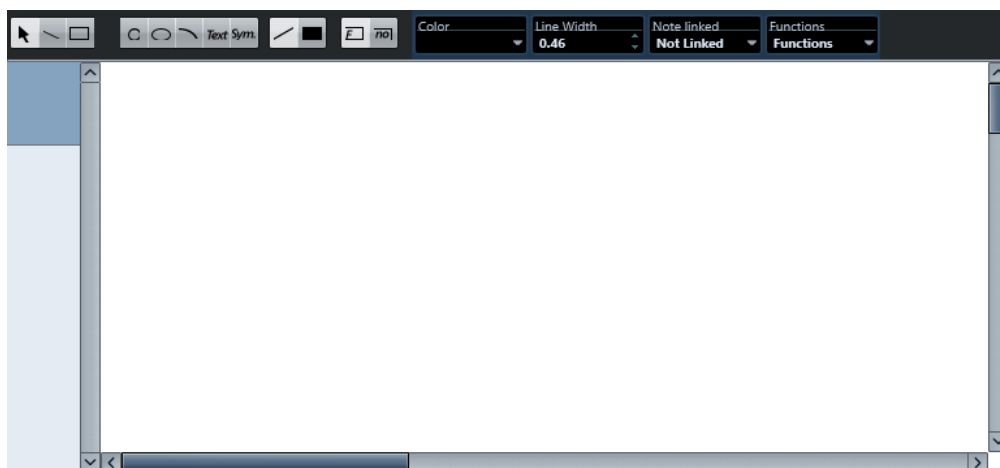 Text Sym. F no Color Line Width Note linked Functions
0.46 Not Linked Functions